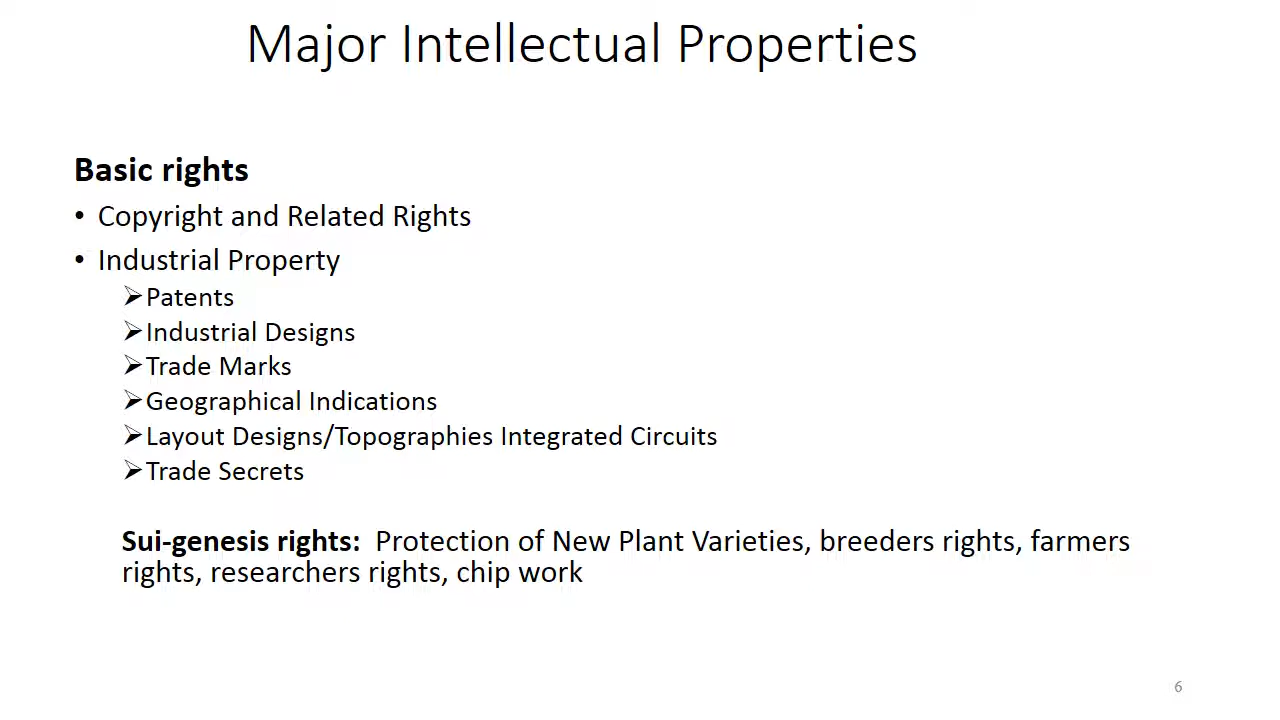 Major Intellectual Properties
Basic rights
• Copyright and Related Rights
• Industrial Property
➢Patents
➢Industrial Designs
➢Trade Marks
➢Geographical Indications
➢Layout Designs/Topographies Integrated Circuits
➢Trade Secrets
Sui-genesis rights: Protection of New Plant Varieties, breeders rights, farmers
rights, researchers rights, chip work
6